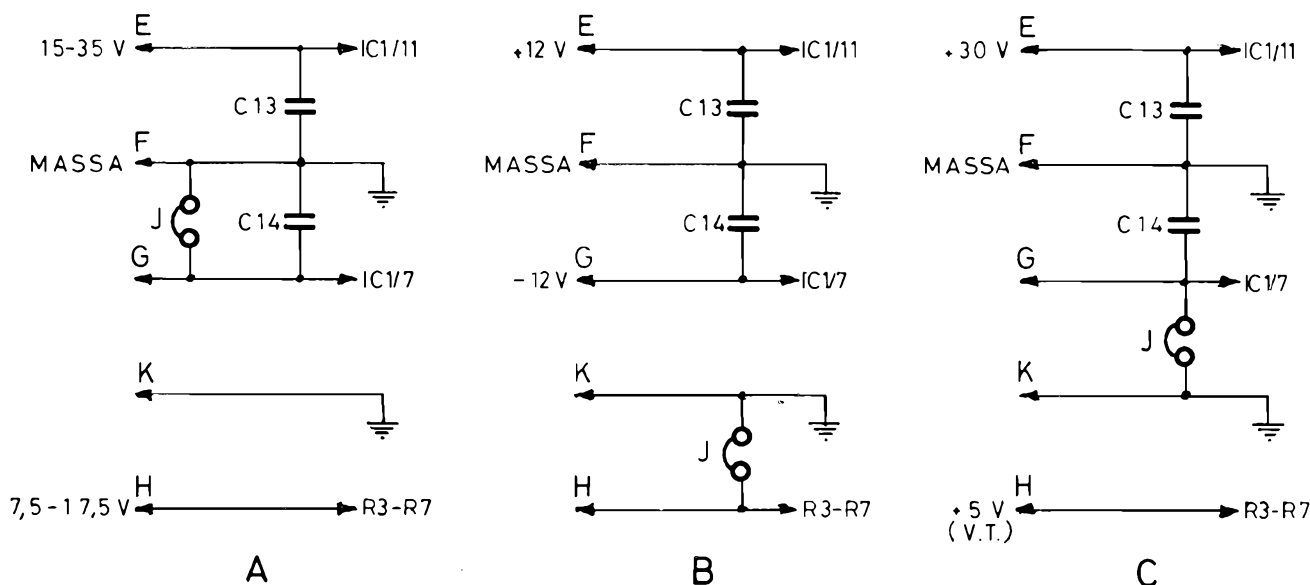 E
15-35 V
IC1/11
C13
F
MASSA
J
C14
G
IC1/7
K
H
7,5-17,5 V
R3-R7
A
E
+12 V
IC1/11
C13
F
MASSA
C14
G
-12 V
IC1/7
K
J
H
R3-R7
B
E
+30 V
IC1/11
C13
F
MASSA
C14
G
IC1/7
J
K
H
+5 V
(V.T.)
R3-R7
C